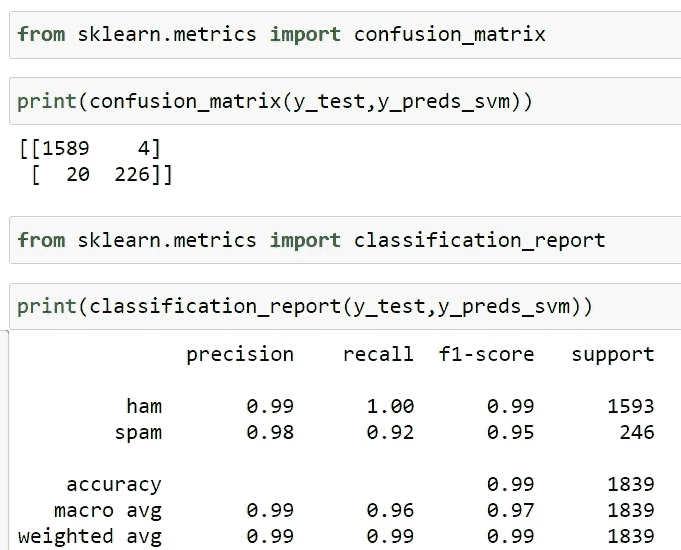 from sklearn.metrics import confusion_matrix
print(confusion_matrix(y_test,y_preds_svm))
[[1589    4]
 [  20  226]]
from sklearn.metrics import classification_report
print(classification_report(y_test,y_preds_svm))
              precision    recall  f1-score   support
         ham       0.99      1.00      0.99      1593
        spam       0.98      0.92      0.95       246
    accuracy                           0.99      1839
   macro avg       0.99      0.96      0.97      1839
weighted avg       0.99      0.99      0.99      1839